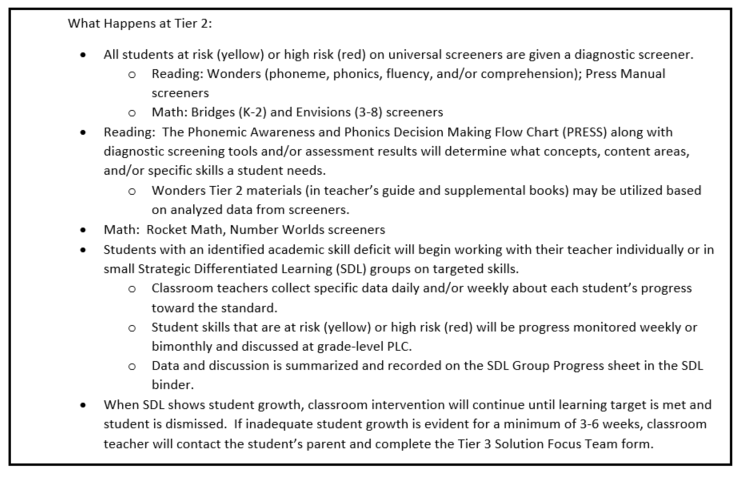 What Happens at Tier 2:
• All students at risk (yellow) or high risk (red) on universal screeners are given a diagnostic screener.
o Reading: Wonders (phoneme, phonics, fluency, and/or comprehension); Press Manual
screeners
o Math: Bridges (K-2) and Envisions (3-8) screeners
• Reading: The Phonemic Awareness and Phonics Decision Making Flow Chart (PRESS) along with
diagnostic screening tools and/or assessment results will determine what concepts, content areas,
and/or specific skills a student needs.
o Wonders Tier 2 materials (in teacher's guide and supplemental books) may be utilized based
on analyzed data from screeners.
• Math: Rocket Math, Number Worlds screeners
• Students with an identified academic skill deficit will begin working with their teacher individually or in
small Strategic Differentiated Learning (SDL) groups on targeted skills.
o Classroom teachers collect specific data daily and/or weekly about each student's progress
toward the standard.
o Student skills that are at risk (yellow) or high risk (red) will be progress monitored weekly or
bimonthly and discussed at grade-level PLC.
o Data and discussion is summarized and recorded on the SDL Group Progress sheet in the SDL
binder.
• When SDL shows student growth, classroom intervention will continue until learning target is met and
student is dismissed. If inadequate student growth is evident for a minimum of 3-6 weeks, classroom
teacher will contact the student's parent and complete the Tier 3 Solution Focus Team form.